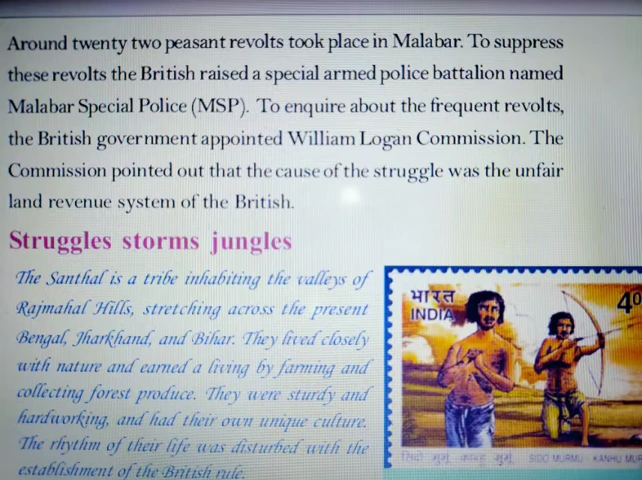 Around twenty two peasant revolts took place in Malabar. To suppress
these revolts the British raised a special armed police battalion named
Malabar Special Police (MSP). To enquire about the frequent revolts,
the British government appointed William Logan Commission. The
Commission pointed out that the cause of the struggle was the unfair
land revenue system of the British.
Struggles storms jungles
The Santhal is a tribe inhabiting the valleys of
Rajmahal Hills, stretching across the present
Bengal, Jharkhand, and Bihar. They lived closely
with nature and earned a living by farming and
collecting forest produce. They were sturdy and
hardworking, and had their own unique culture.
The rhythm of their life was disturbed with the
establishment of the British rule.
भारत
INDIA
सिदो मुर्मू कान्हू मुर्मू SIDO MURMU KANHU MUR